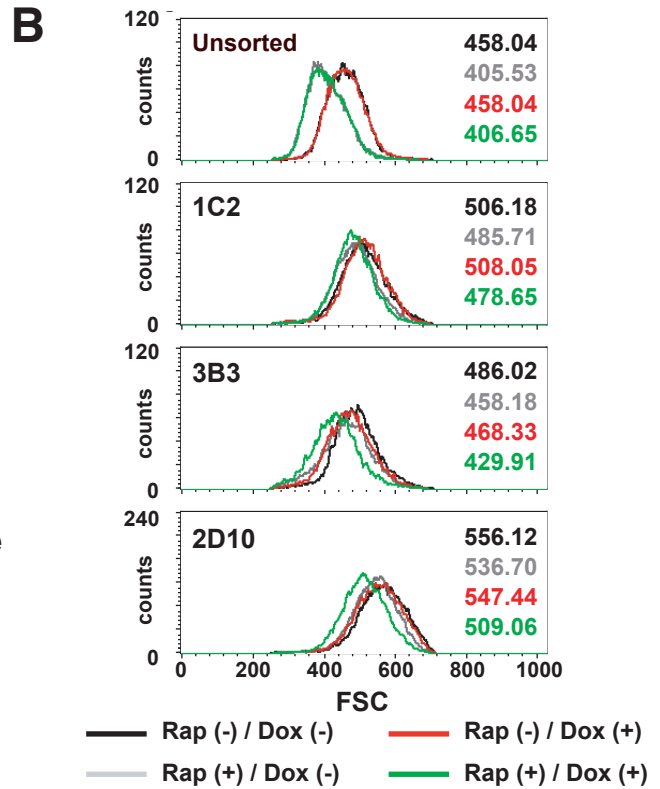 B
120
Unsorted
458.04
405.53
458.04
406.65
counts
0
120
1C2
506.18
485.71
508.05
478.65
counts
0
120
3B3
486.02
458.18
468.33
429.91
counts
0
e
240
2D10
556.12
536.70
547.44
509.06
counts
0
0 200 400 600 800 1000
FSC
Rap (-) / Dox (-) Rap (-) / Dox (+)
Rap (+) / Dox (-) Rap (+) / Dox (+)